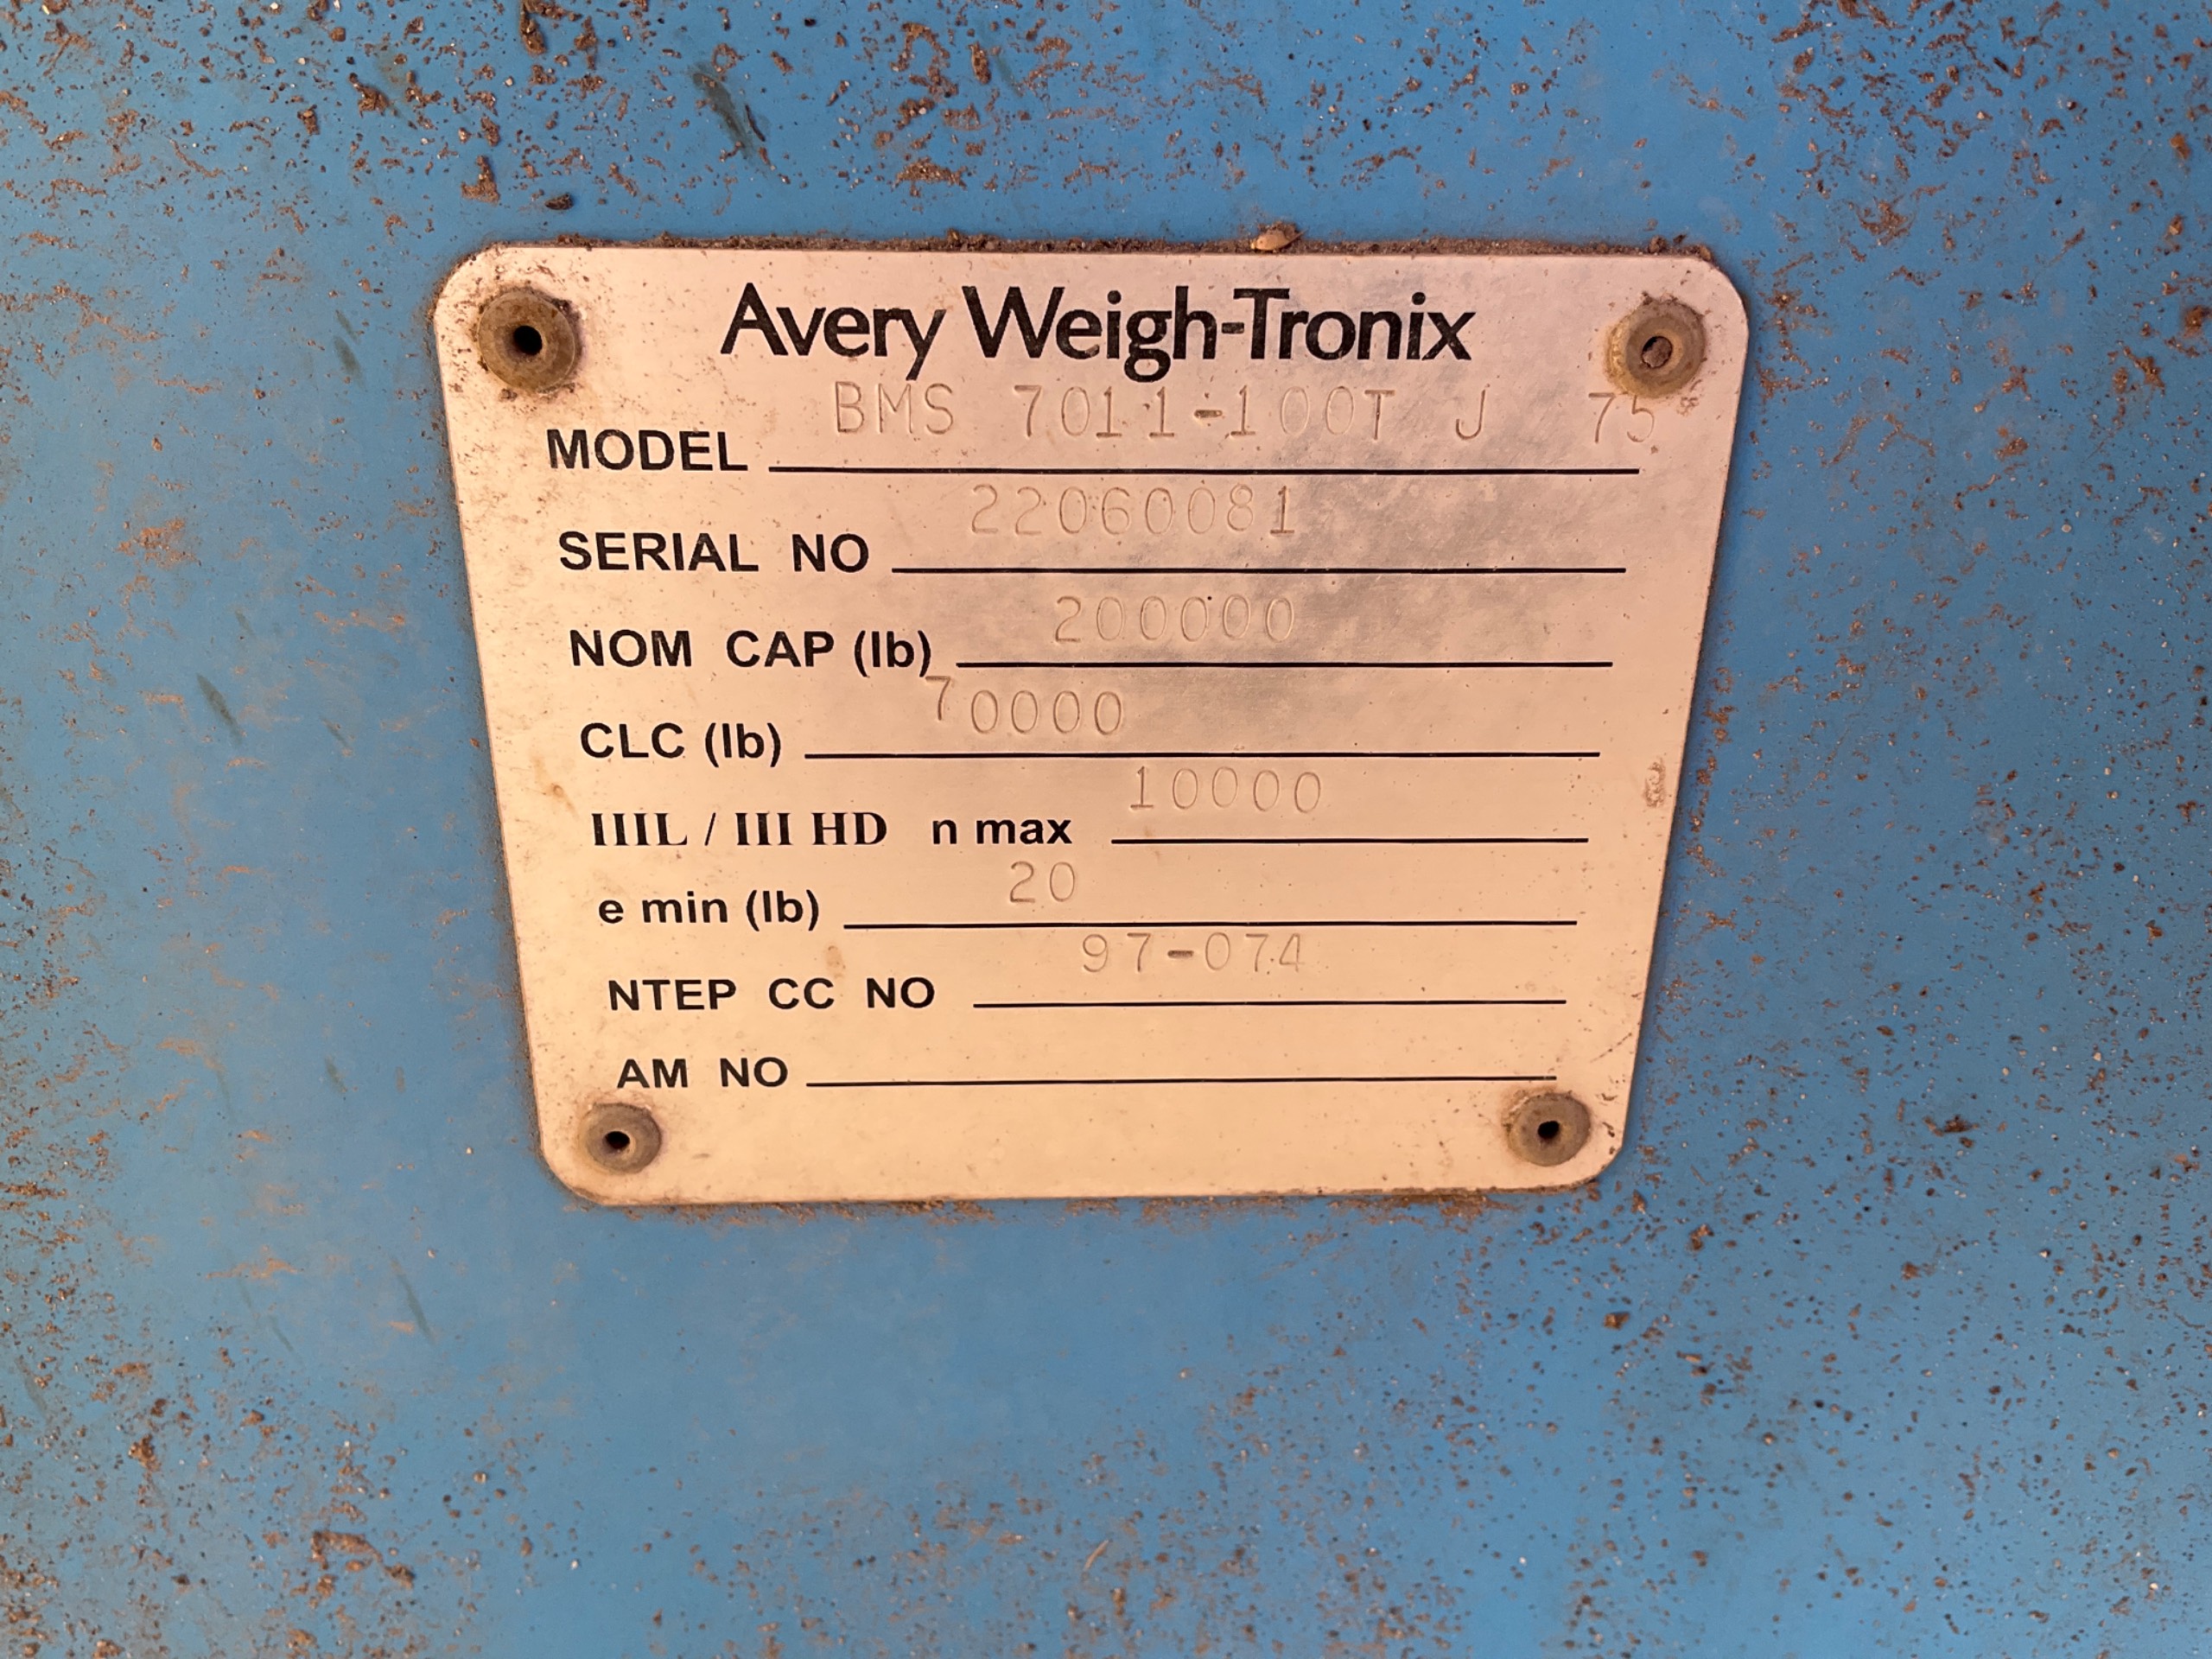 Avery Weigh-Tronix
MODEL BMS 7011-100T J 75
SERIAL NO 22060081
NOM CAP (lb) 200000
CLC (lb) 70000
IIIL / III HD n max 10000
e min (lb) 20
NTEP CC NO 97-074
AM NO